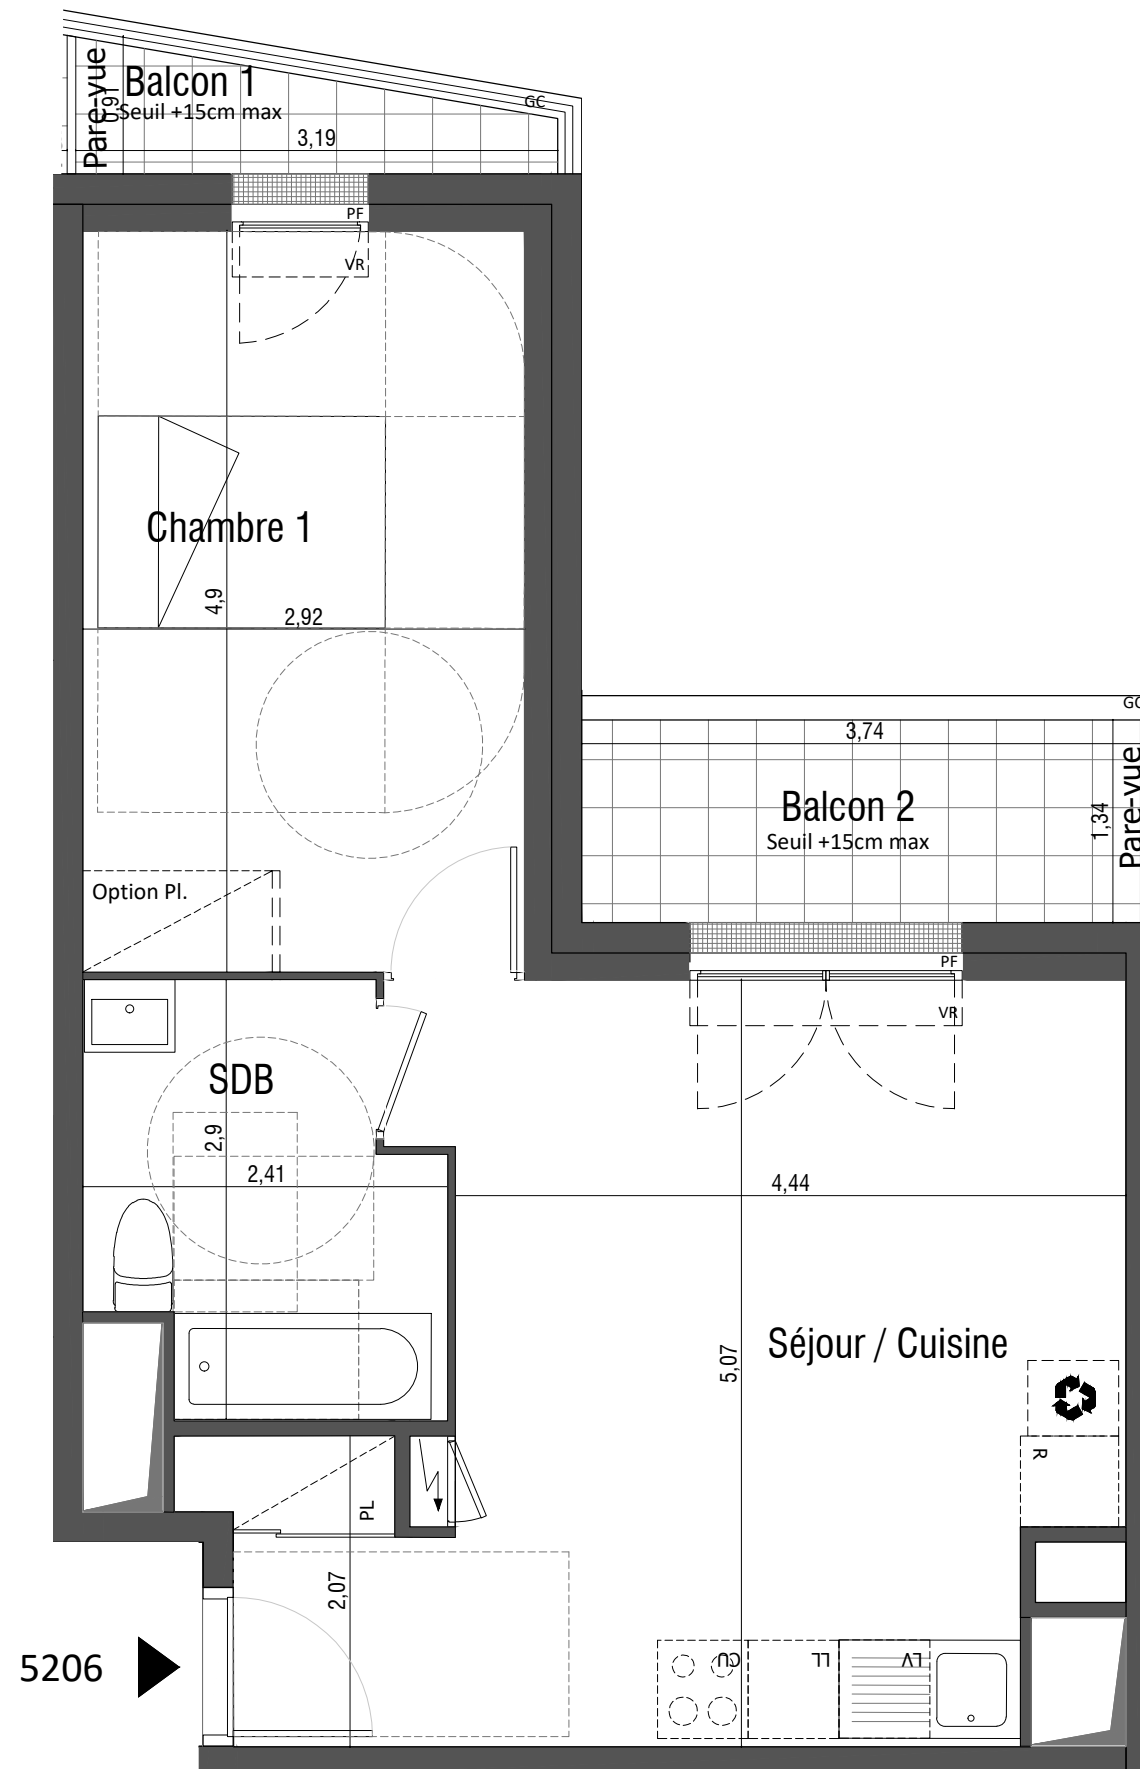 Pare-vue
0,91
Balcon 1
Seuil +15cm max
GC
3,19
PF
VR
Chambre 1
4,9
2,92
GC
3,74
Balcon 2
Seuil +15cm max
1,34
Pare-vue
Option Pl.
PF
VR
SDB
2,9
2,41
4,44
Séjour / Cuisine
5,07
R
PL
2,07
5206
CU
LL
LV